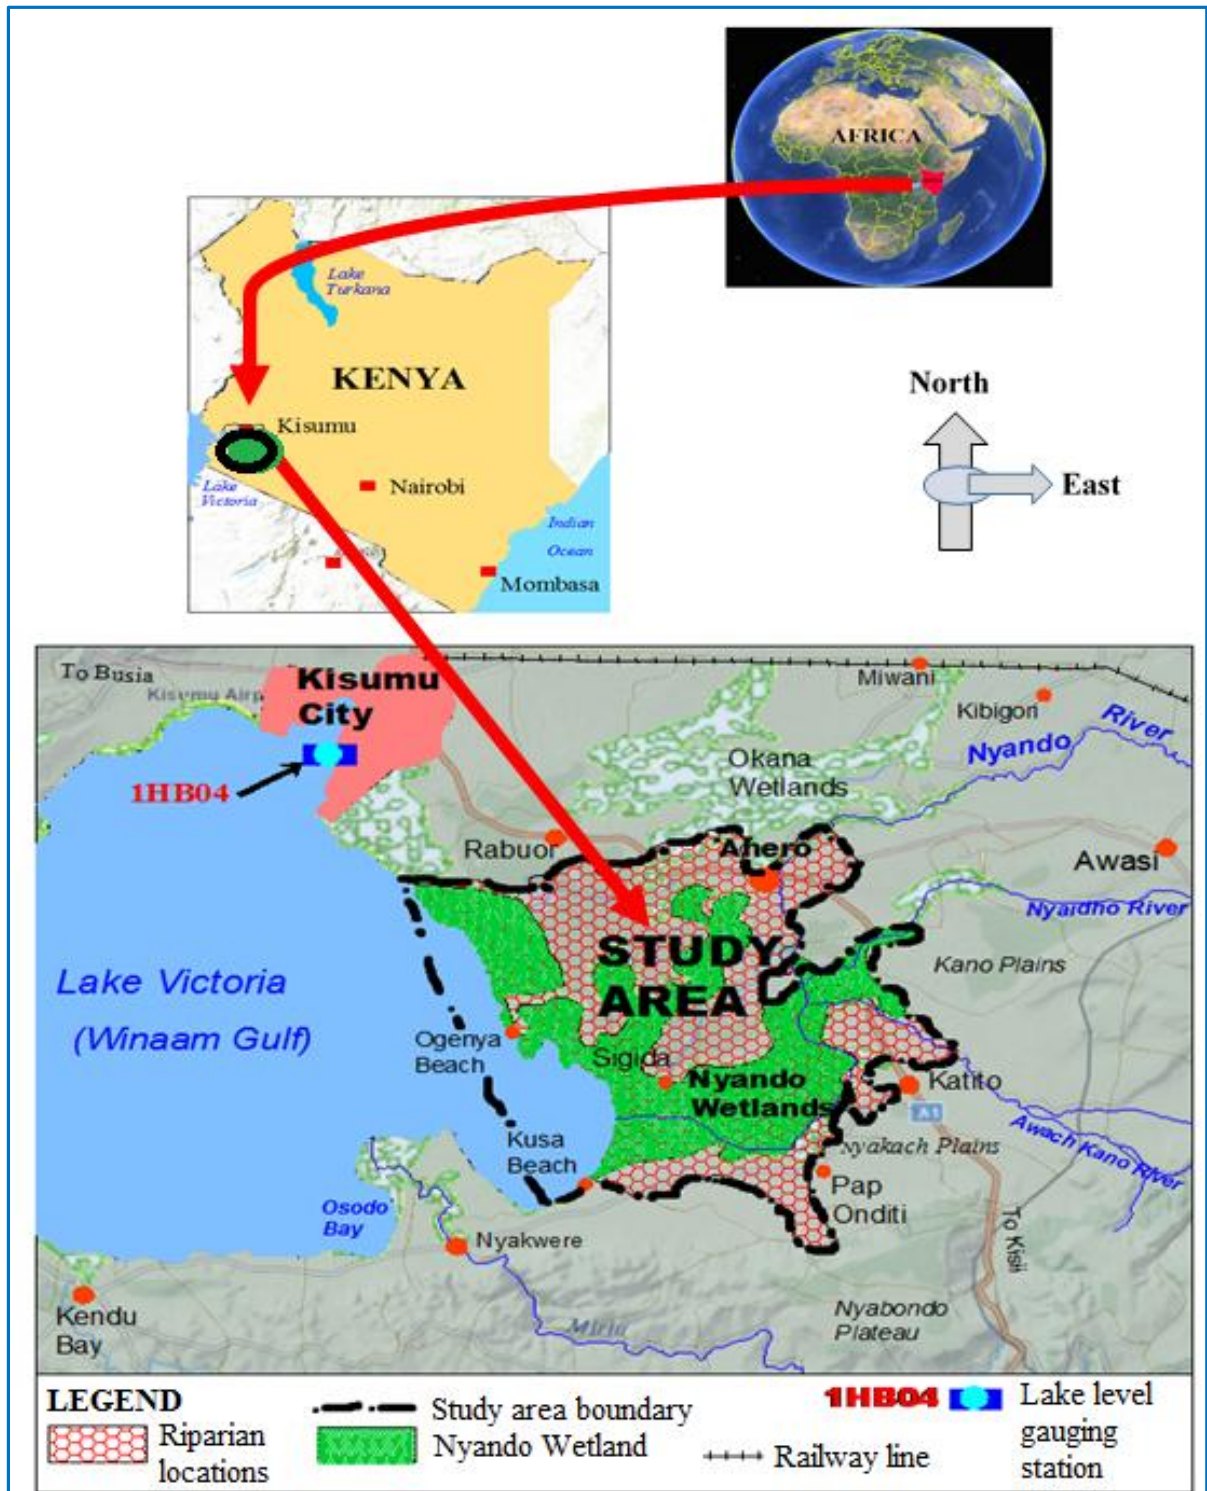 AFRICA
Lake
Turkana
KENYA
Kisumu
Lake
Victoria
Nairobi
Indian
Ocean
Mombasa
North
East
To Busia
Kisumu Airp
Kisumu
City
1HB04
Miwani
Kibigori
River
Nyando
Okana
Wetlands
Rabuor
Ahero
Awasi
Nyaidho River
STUDY
AREA
Kano Plains
Lake Victoria
(Winaam Gulf)
Ogenya
Beach
Sigida
Nyando
Wetlands
Katito
A1
Awach Kano River
Kusa
Beach
Nyakach Plains
Pap
Onditi
Osodo
Bay
Nyakwere
To Kisii
Kendu
Bay
Miriu
Nyabondo
Plateau
LEGEND
Riparian
locations
Study area boundary
Nyando Wetland
1HB04
Lake level
gauging
station
Railway line